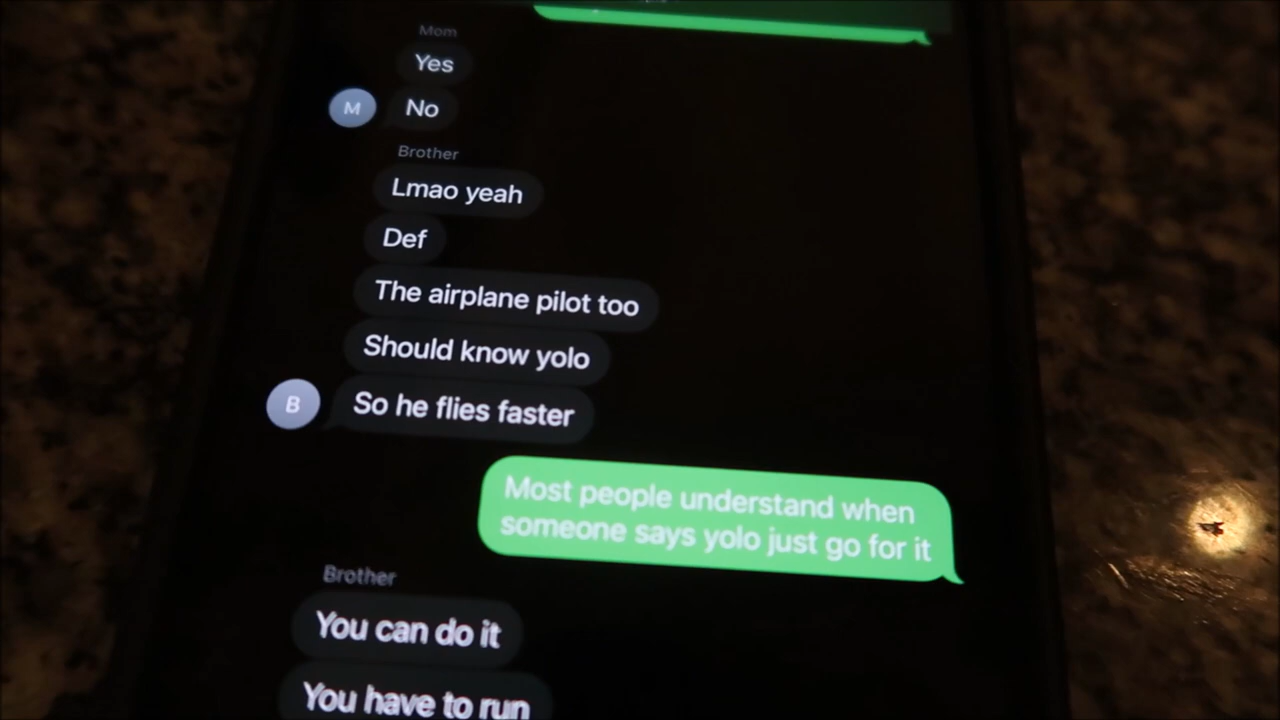 Mom
Yes
M
No
Brother
Lmao yeah
Def
The airplane pilot too
Should know yolo
B
So he flies faster
Most people understand when
someone says yolo just go for it
Brother
You can do it
You have to run